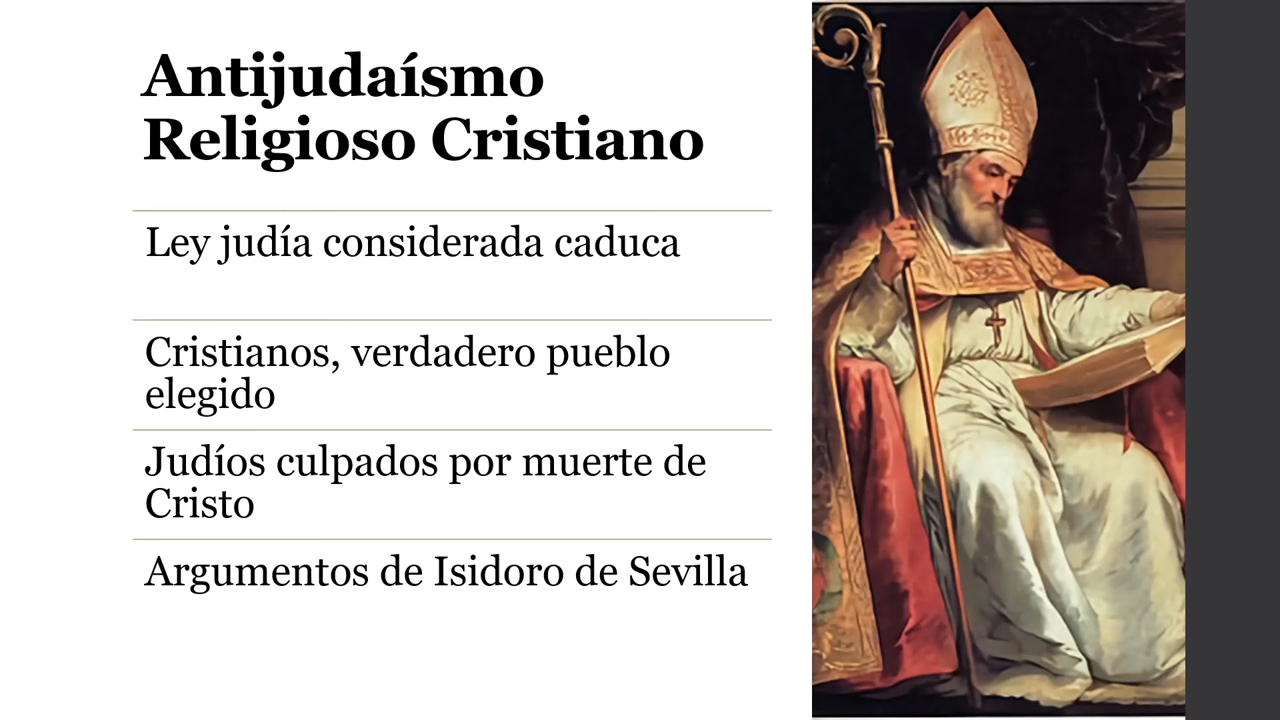 Antijudaísmo
Religioso Cristiano
Ley judía considerada caduca
Cristianos, verdadero pueblo
elegido
Judíos culpados por muerte de
Cristo
Argumentos de Isidoro de Sevilla